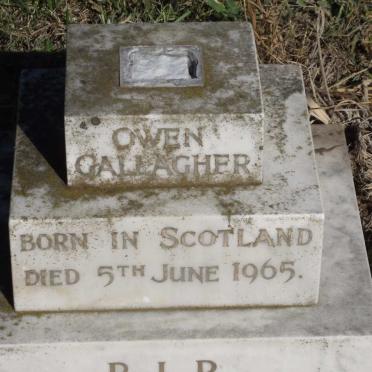 OWEN
GALLAGHER
BORN IN SCOTLAND
DIED 5TH JUNE 1965.
R.I.P.